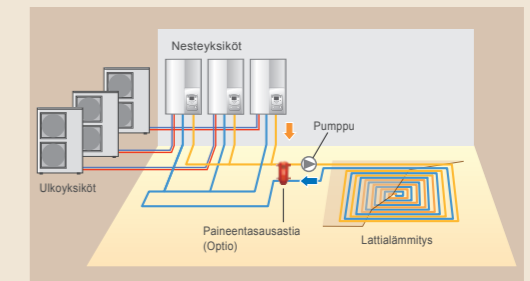 Nesteyksiköt
Pumppu
Ulkoyksiköt
Paineentasausastia
(Optio)
Lattialämmitys